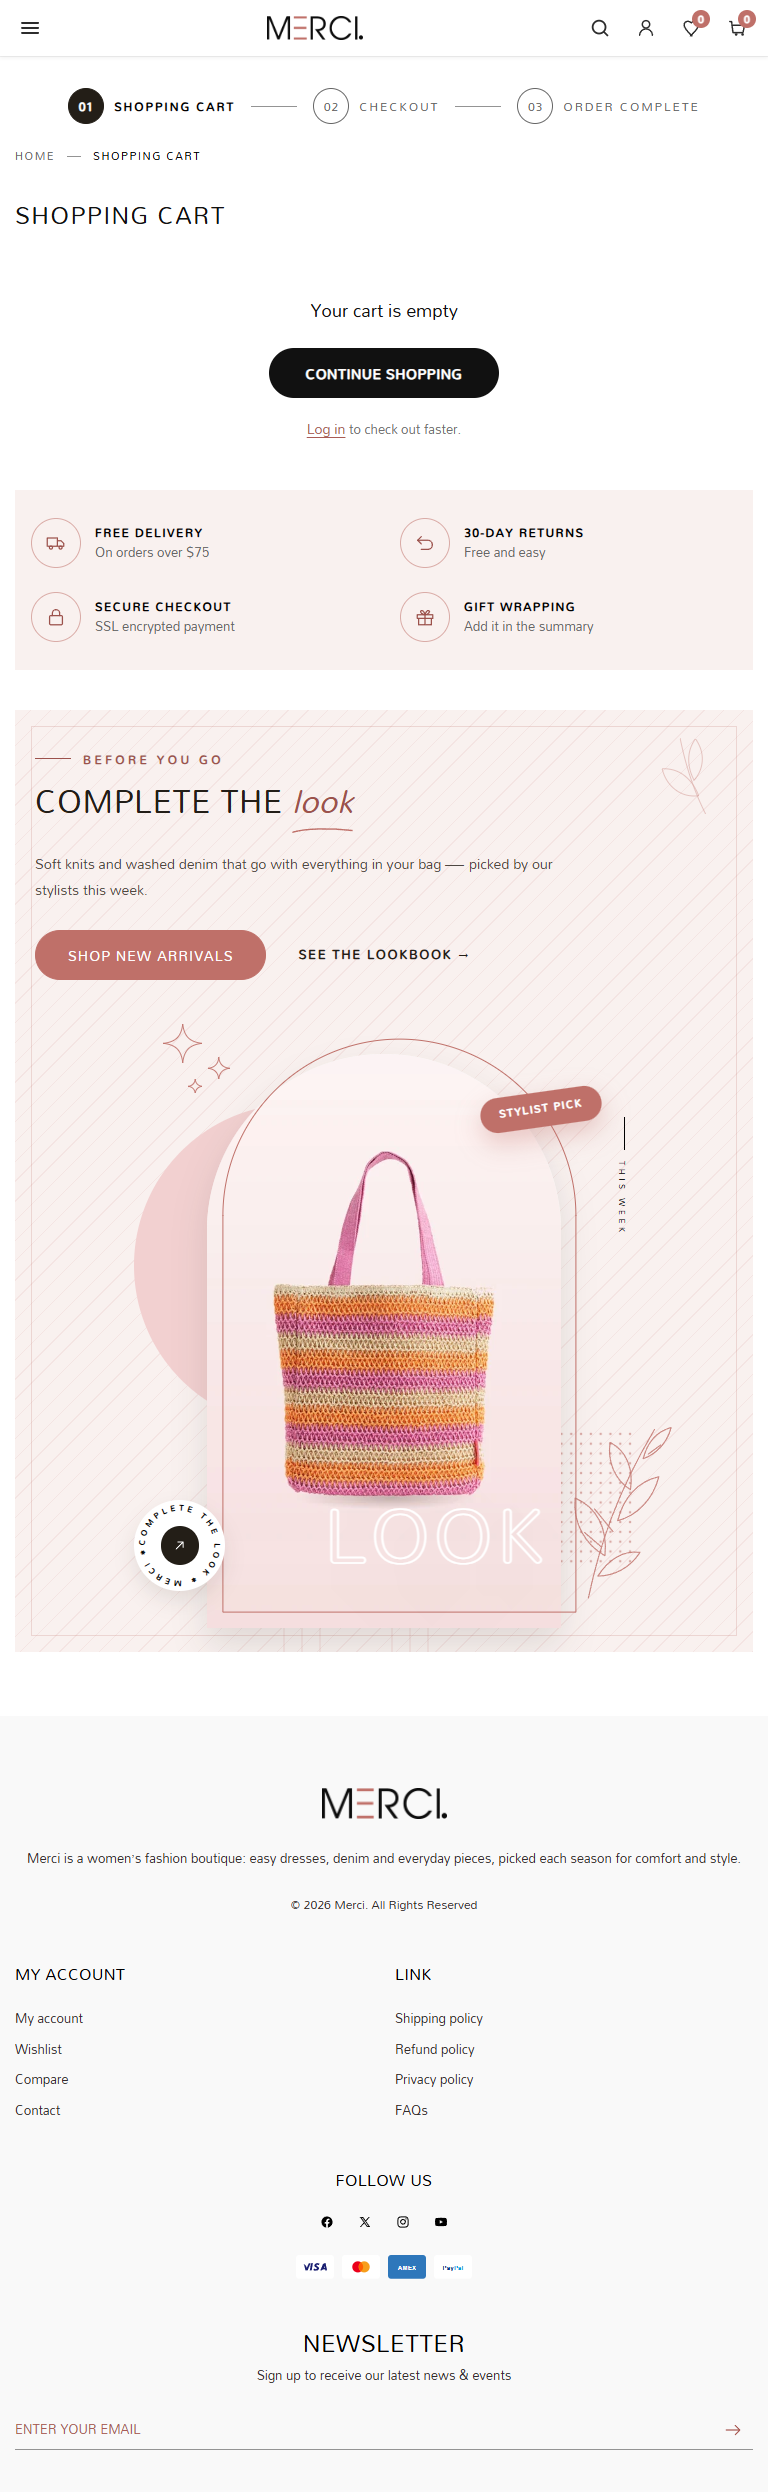 MERCI.
0
0
01 SHOPPING CART
02 CHECKOUT
03 ORDER COMPLETE
HOME — SHOPPING CART
SHOPPING CART
Your cart is empty
CONTINUE SHOPPING
Log in to check out faster.
FREE DELIVERY
On orders over $75
30-DAY RETURNS
Free and easy
SECURE CHECKOUT
SSL encrypted payment
GIFT WRAPPING
Add it in the summary
BEFORE YOU GO
COMPLETE THE look
Soft knits and washed denim that go with everything in your bag — picked by our
stylists this week.
SHOP NEW ARRIVALS
SEE THE LOOKBOOK →
STYLIST PICK
THIS WEEK
LOOK
COMPLETE THE LOOK ● MERCI ●
MERCI.
Merci is a women's fashion boutique: easy dresses, denim and everyday pieces, picked each season for comfort and style.
© 2026 Merci. All Rights Reserved
MY ACCOUNT
My account
Wishlist
Compare
Contact
LINK
Shipping policy
Refund policy
Privacy policy
FAQs
FOLLOW US
VISA
AMEX
PayPal
NEWSLETTER
Sign up to receive our latest news & events
ENTER YOUR EMAIL